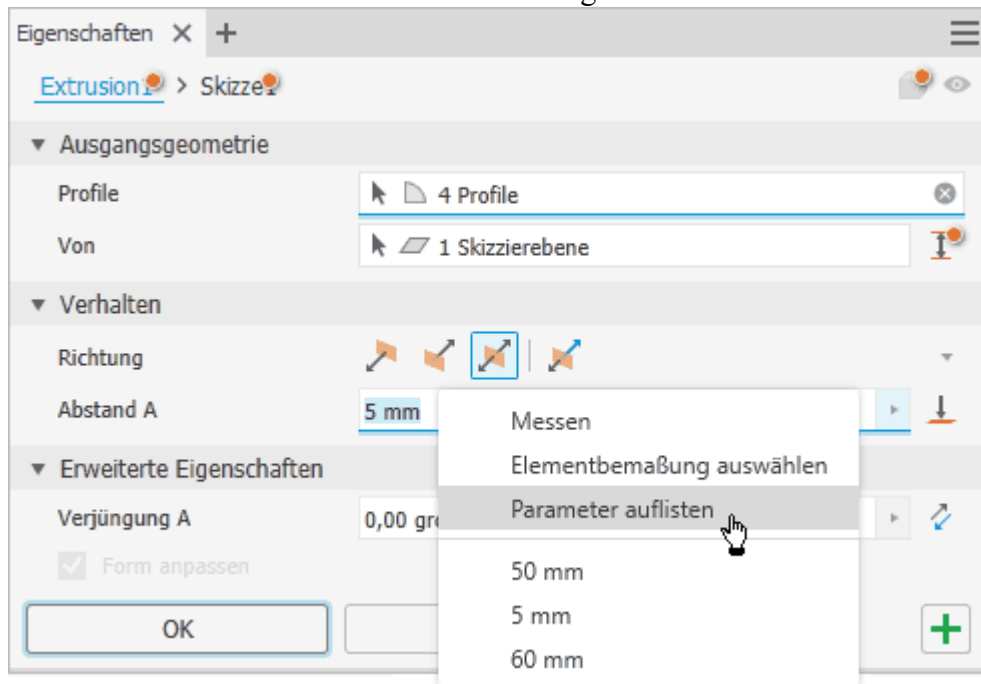 Eigenschaften
Extrusion1 > Skizze1
Ausgangsgeometrie
Profile
4 Profile
Von
1 Skizzierebene
Verhalten
Richtung
Abstand A
5 mm
Messen
Elementbemaßung auswählen
Erweiterte Eigenschaften
Parameter auflisten
Verjüngung A
0,00 gr
Form anpassen
50 mm
OK
5 mm
60 mm